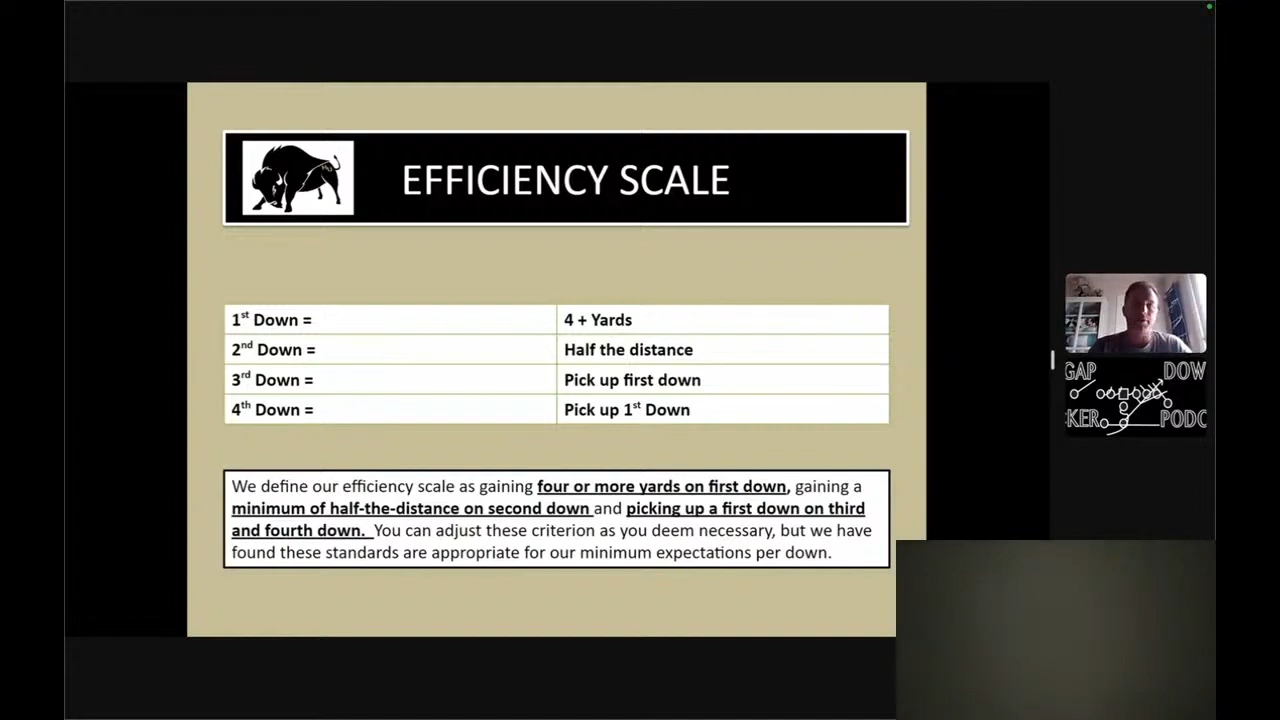 EFFICIENCY SCALE
1st Down = 4 + Yards
2nd Down = Half the distance
3rd Down = Pick up first down
4th Down = Pick up 1st Down
We define our efficiency scale as gaining four or more yards on first down, gaining a
minimum of half-the-distance on second down and picking up a first down on third
and fourth down. You can adjust these criterion as you deem necessary, but we have
found these standards are appropriate for our minimum expectations per down.
GAP DOW
KER PODC